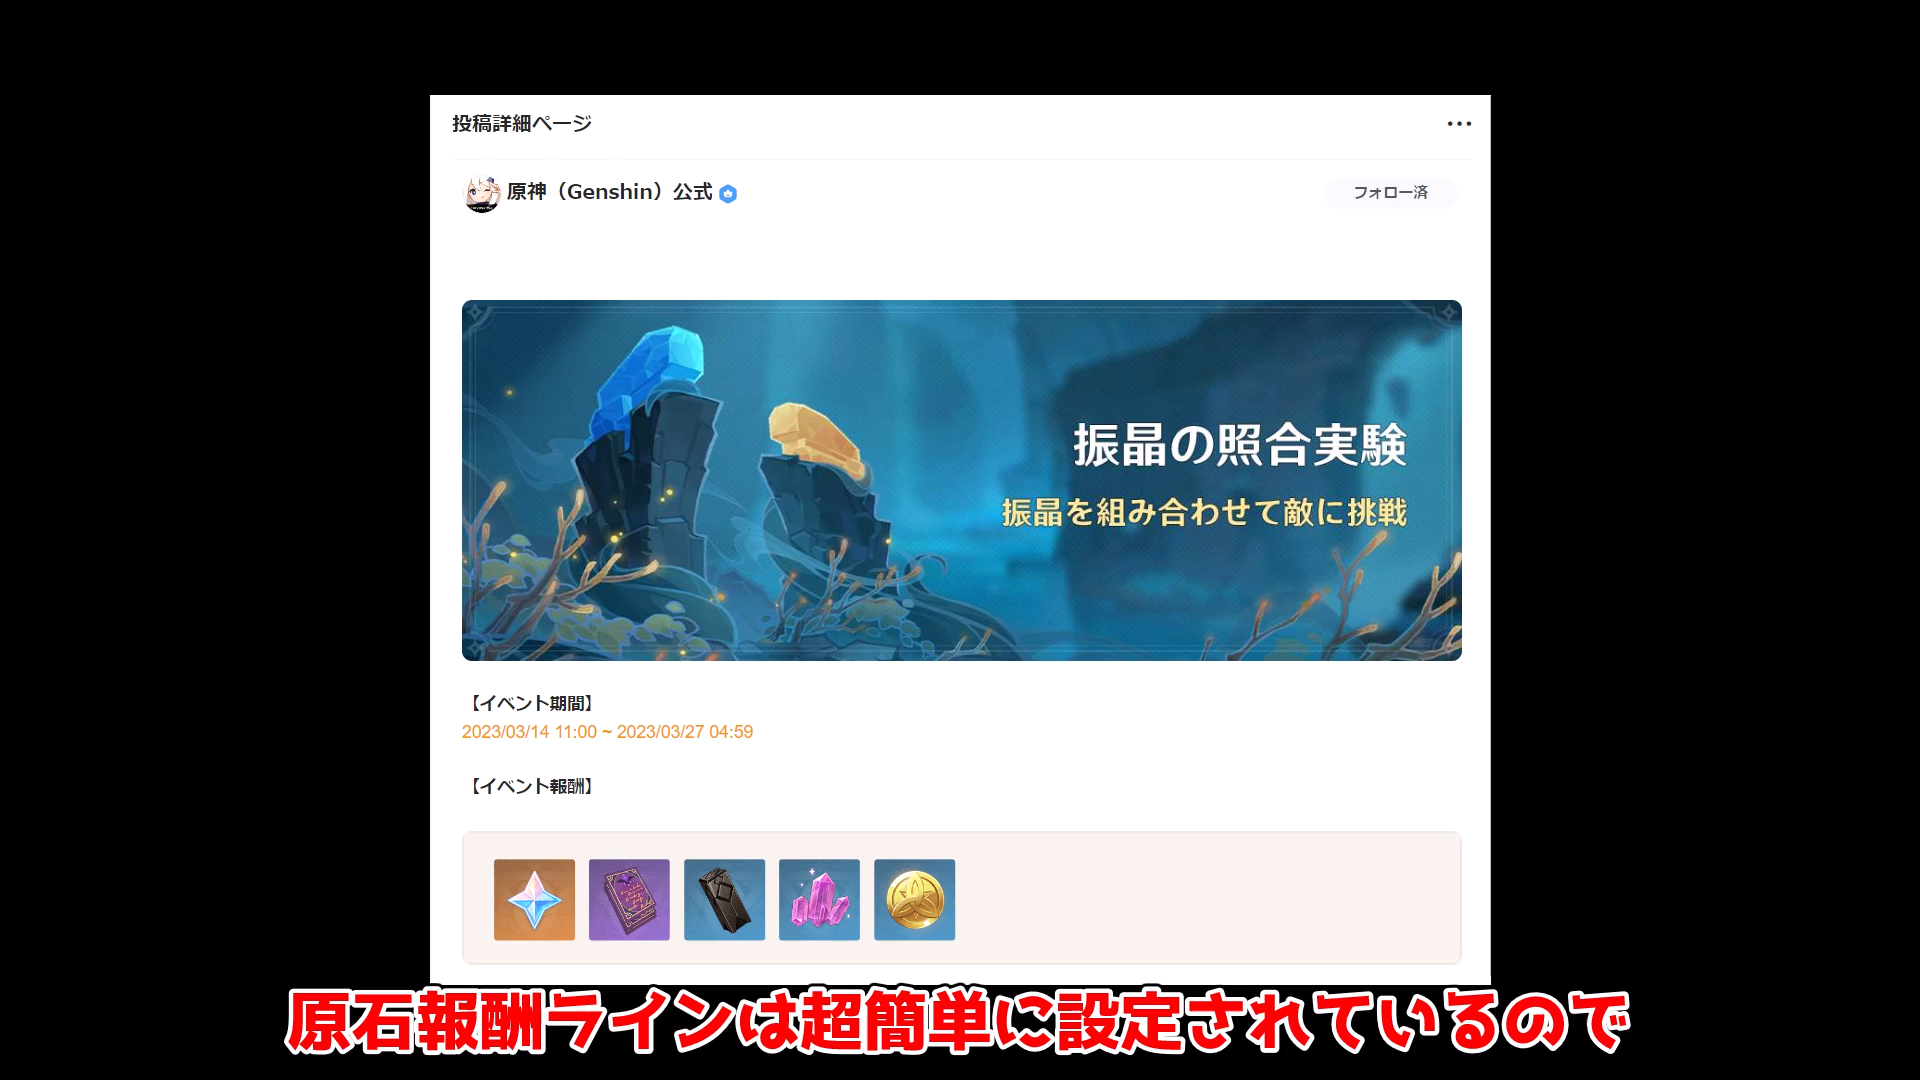 投稿詳細ページ
原神（Genshin）公式
フォロー済
振晶の照合実験
振晶を組み合わせて敵に挑戦
【イベント期間】
2023/03/14 11:00 ~ 2023/03/27 04:59
【イベント報酬】
原石報酬ラインは超簡単に設定されているので